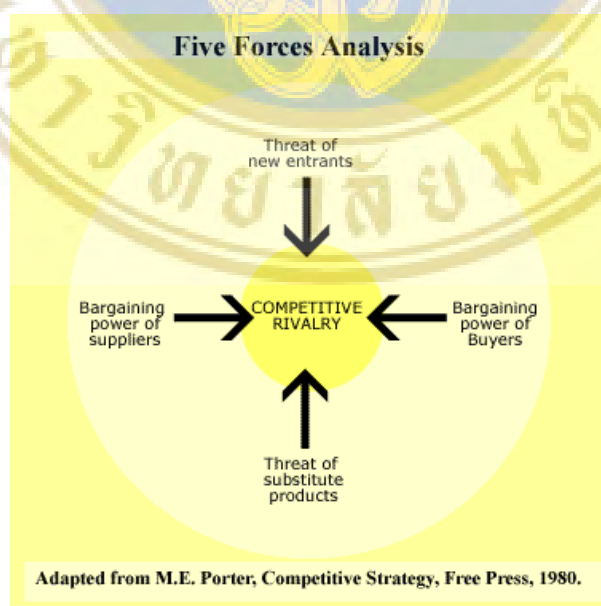 Five Forces Analysis
Threat of
new entrants
Bargaining
power of
suppliers
COMPETITIVE
RIVALRY
Bargaining
power of
Buyers
Threat of
substitute
products
Adapted from M.E. Porter, Competitive Strategy, Free Press, 1980.